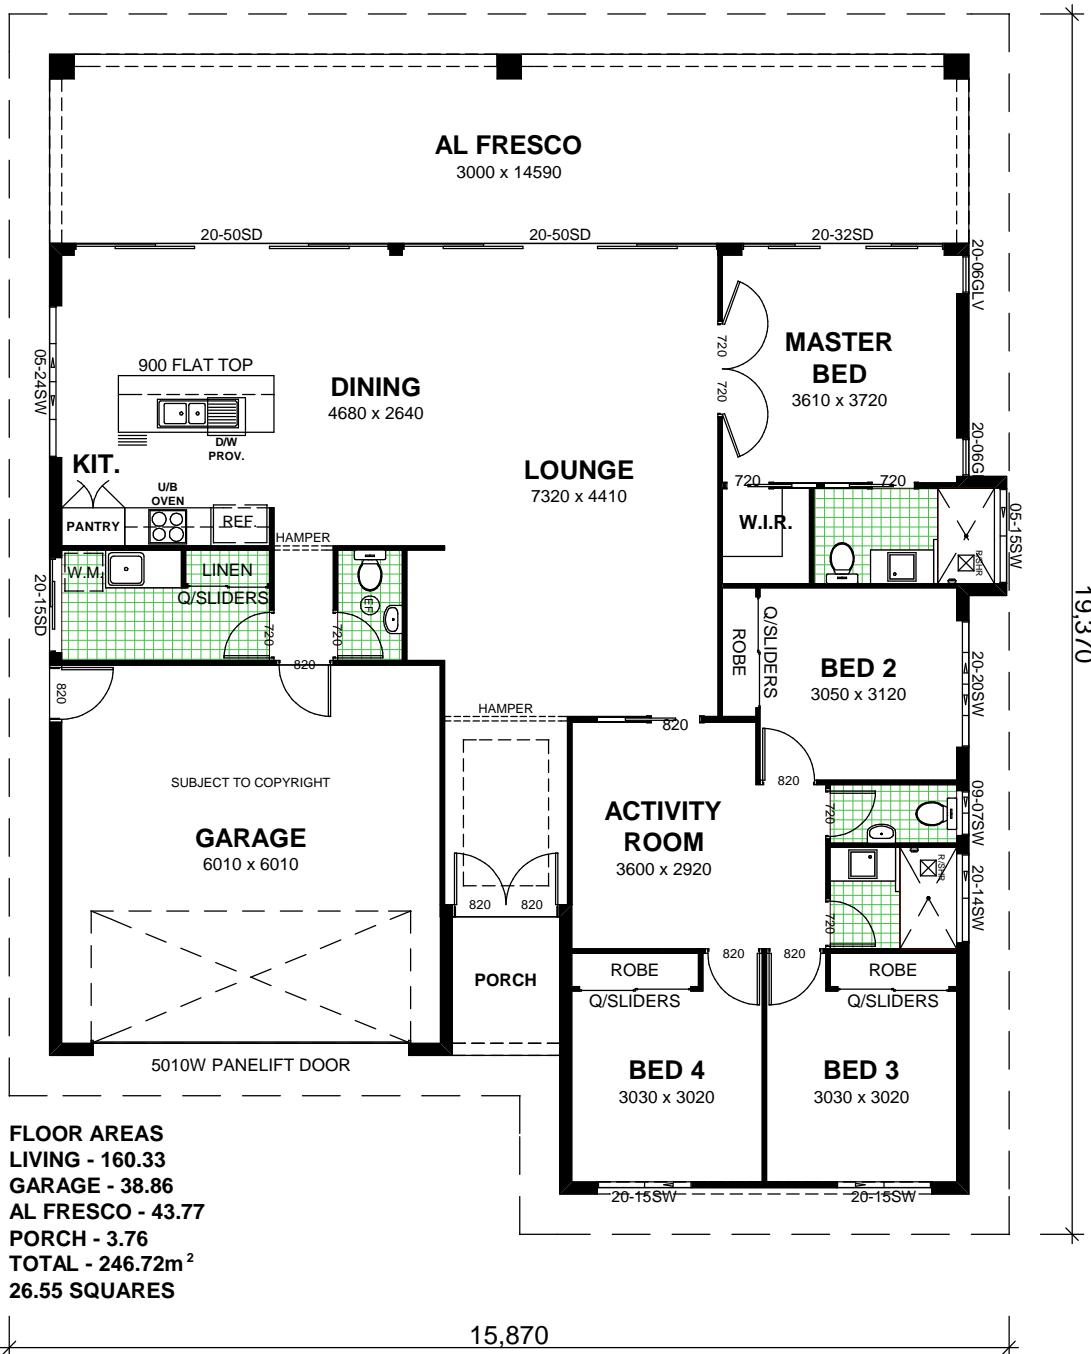 AL FRESCO
3000 x 14590
20-50SD
20-50SD
20-32SD
20-06GLV
MASTER
BED
3610 x 3720
720
720
05-24SW
900 FLAT TOP
DINING
4680 x 2640
D/W
PROV.
KIT.
U/B
OVEN
LOUNGE
7320 x 4410
20-06G
720
720
PANTRY
REF.
W.I.R.
05-15SW
R/SHR
HAMPER
W.M.
LINEN
Q/SLIDERS
EF
20-15SD
720
720
820
820
ROBE
Q/SLIDERS
BED 2
3050 x 3120
20-20SW
19,370
HAMPER
820
820
SUBJECT TO COPYRIGHT
GARAGE
6010 x 6010
ACTIVITY
ROOM
3600 x 2920
720
09-07SW
R/SHR
20-14SW
720
820
820
820
820
PORCH
ROBE
Q/SLIDERS
ROBE
Q/SLIDERS
5010W PANELIFT DOOR
BED 4
3030 x 3020
BED 3
3030 x 3020
20-15SW
20-15SW
FLOOR AREAS
LIVING - 160.33
GARAGE - 38.86
AL FRESCO - 43.77
PORCH - 3.76
TOTAL - 246.72m²
26.55 SQUARES
15,870